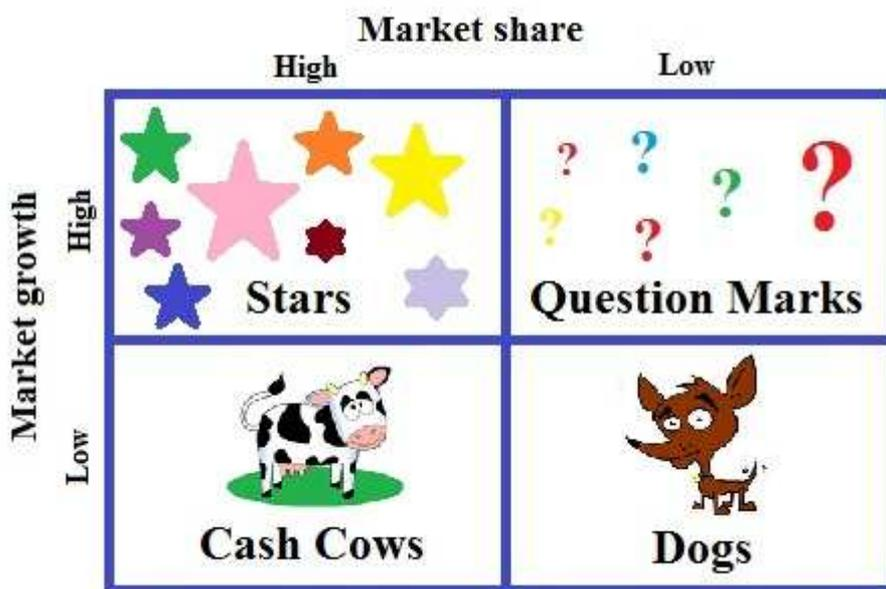 Market share
High Low
Market growth
High
? ? ? ? ? ? ?
Stars Question Marks
Low
Cash Cows Dogs